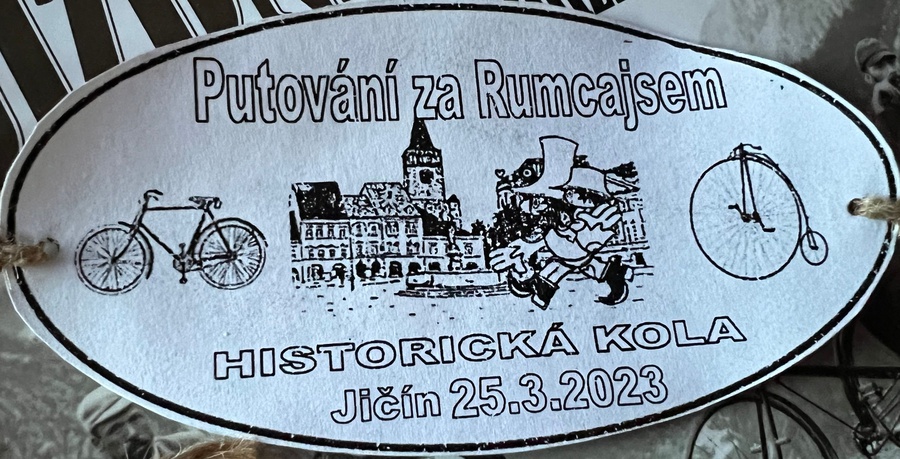 Putování za Rumcajsem
HISTORICKÁ KOLA
Jičín 25.3.2023